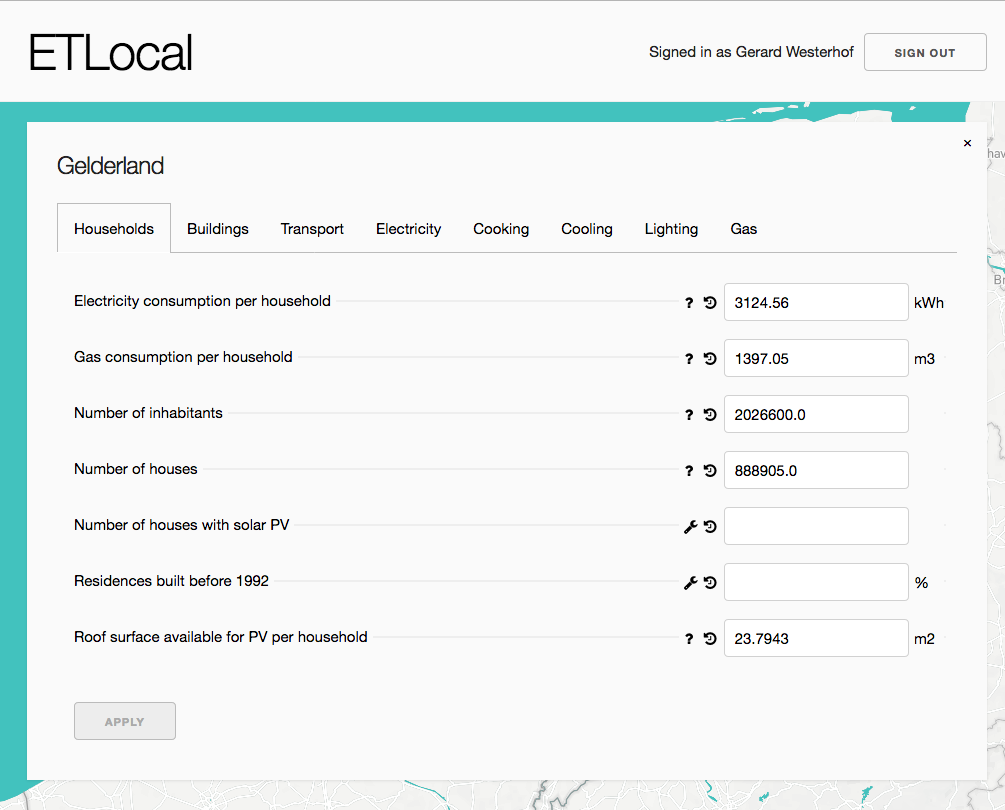 ETLocal
Signed in as Gerard Westerhof
SIGN OUT
×
Gelderland
Households Buildings Transport Electricity Cooking Cooling Lighting Gas
Electricity consumption per household ? 3124.56 kWh
Gas consumption per household ? 1397.05 m3
Number of inhabitants ? 2026600.0
Number of houses ? 888905.0
Number of houses with solar PV
Residences built before 1992 %
Roof surface available for PV per household ? 23.7943 m2
APPLY